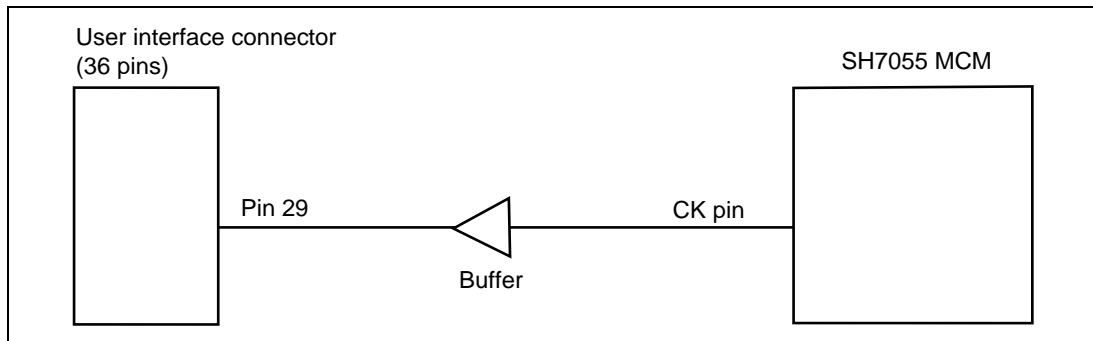 User interface connector
(36 pins)
SH7055 MCM
Pin 29
CK pin
Buffer